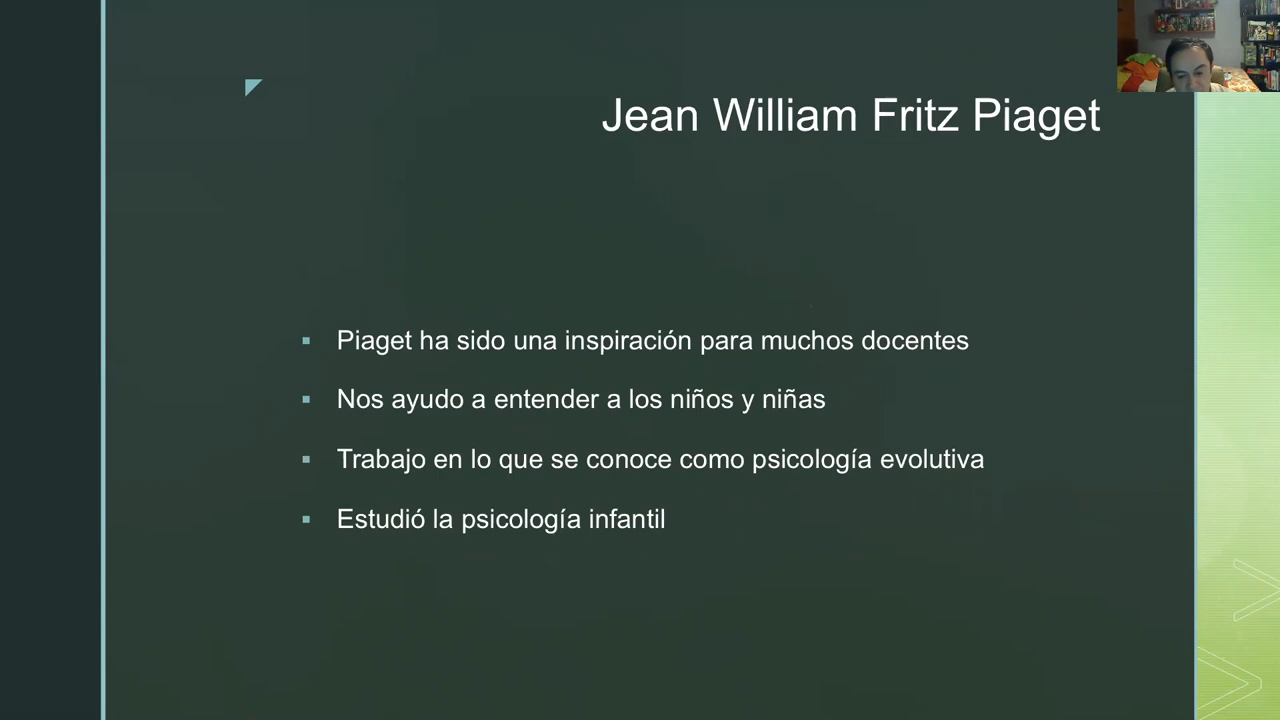 Jean William Fritz Piaget
Piaget ha sido una inspiración para muchos docentes
Nos ayudo a entender a los niños y niñas
Trabajo en lo que se conoce como psicología evolutiva
Estudió la psicología infantil